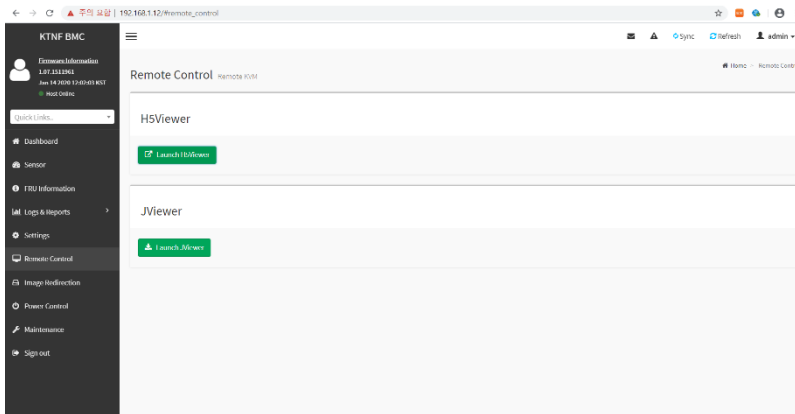 주의 요함 | 192.168.1.12/#remote_control
KTNF BMC
Sync
Refresh
admin
Firmware Information
1.07.1511961
Jan 14 2020 12:02:03 KST
Host Online
Remote Control Remote KVM
Home > Remote Cont
Quick Links..
H5Viewer
Launch H5Viewer
Dashboard
Sensor
FRU Information
Logs & Reports
JViewer
Settings
Launch JViewer
Remote Control
Image Redirection
Power Control
Maintenance
Sign out